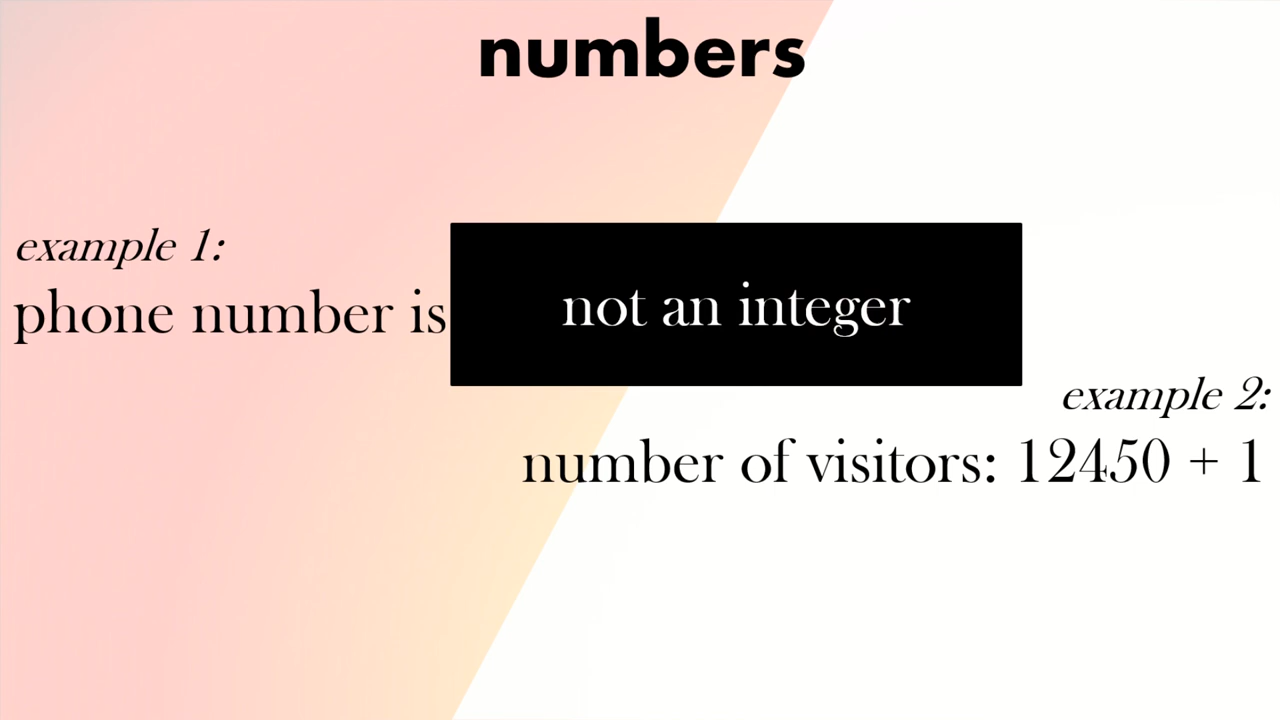 numbers
example 1:
phone number is not an integer
example 2:
number of visitors: 12450 + 1